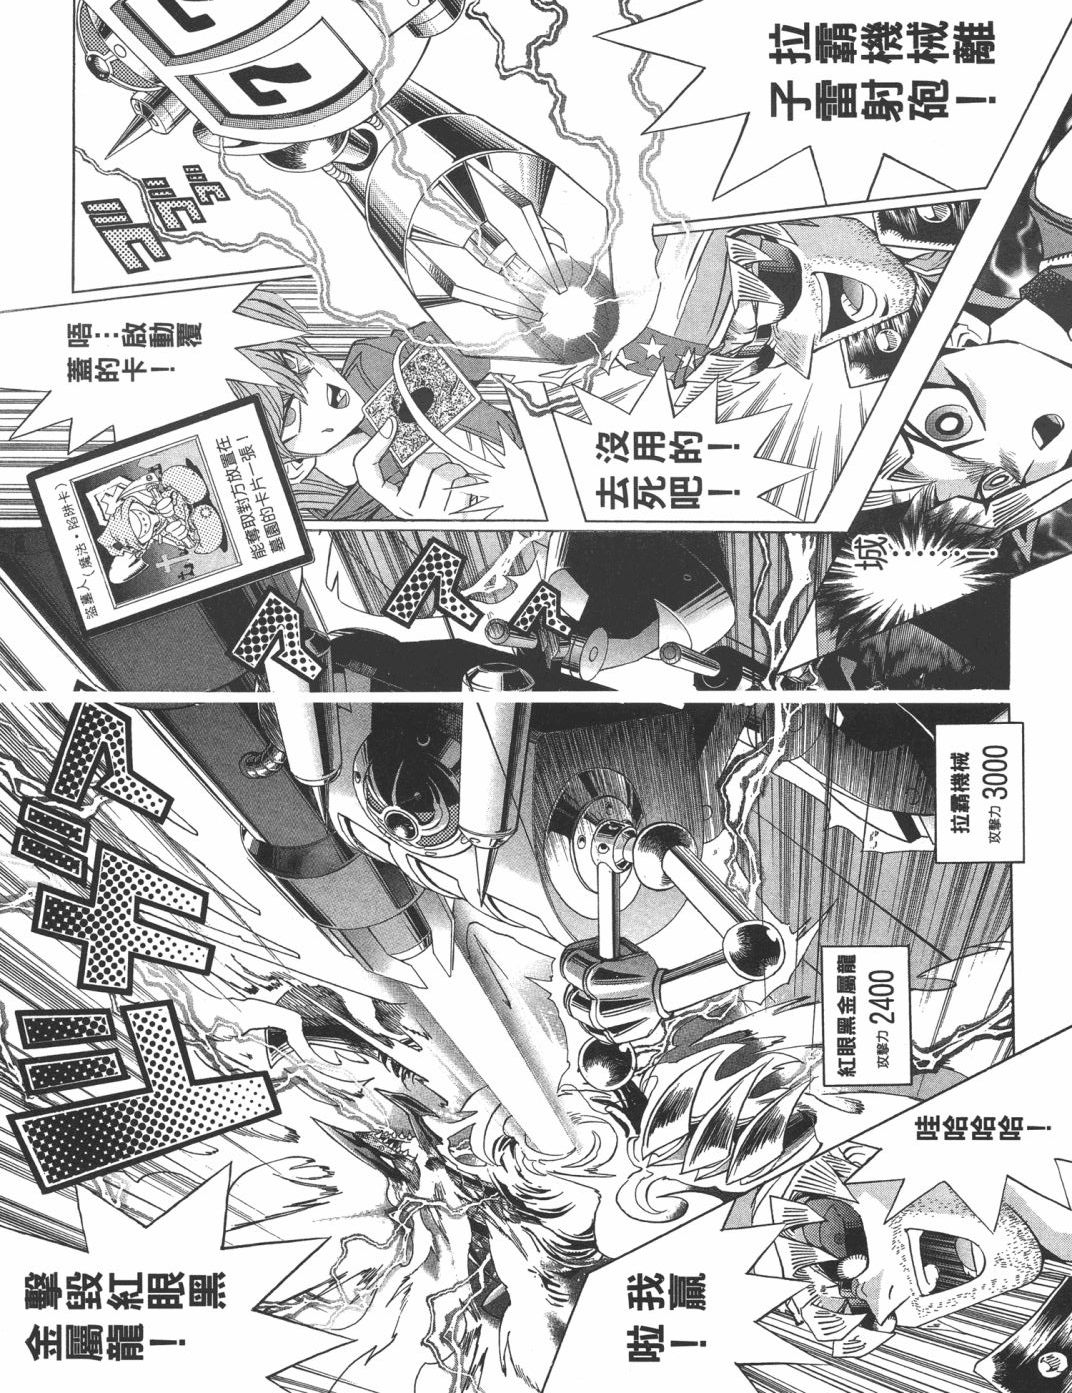 拉霸機械離
子雷射砲！
7
唔…啟動覆
蓋的卡！
沒用的！
去死吧！
城………！
盜墓人（魔法・陷阱卡）
能奪取對方放置在
墓園的卡片一張！
拉霸機械
攻擊力 3000
紅眼黑金屬龍
攻擊力 2400
哇哈哈哈！
擊毀紅眼黑
金屬龍！
我贏
啦！